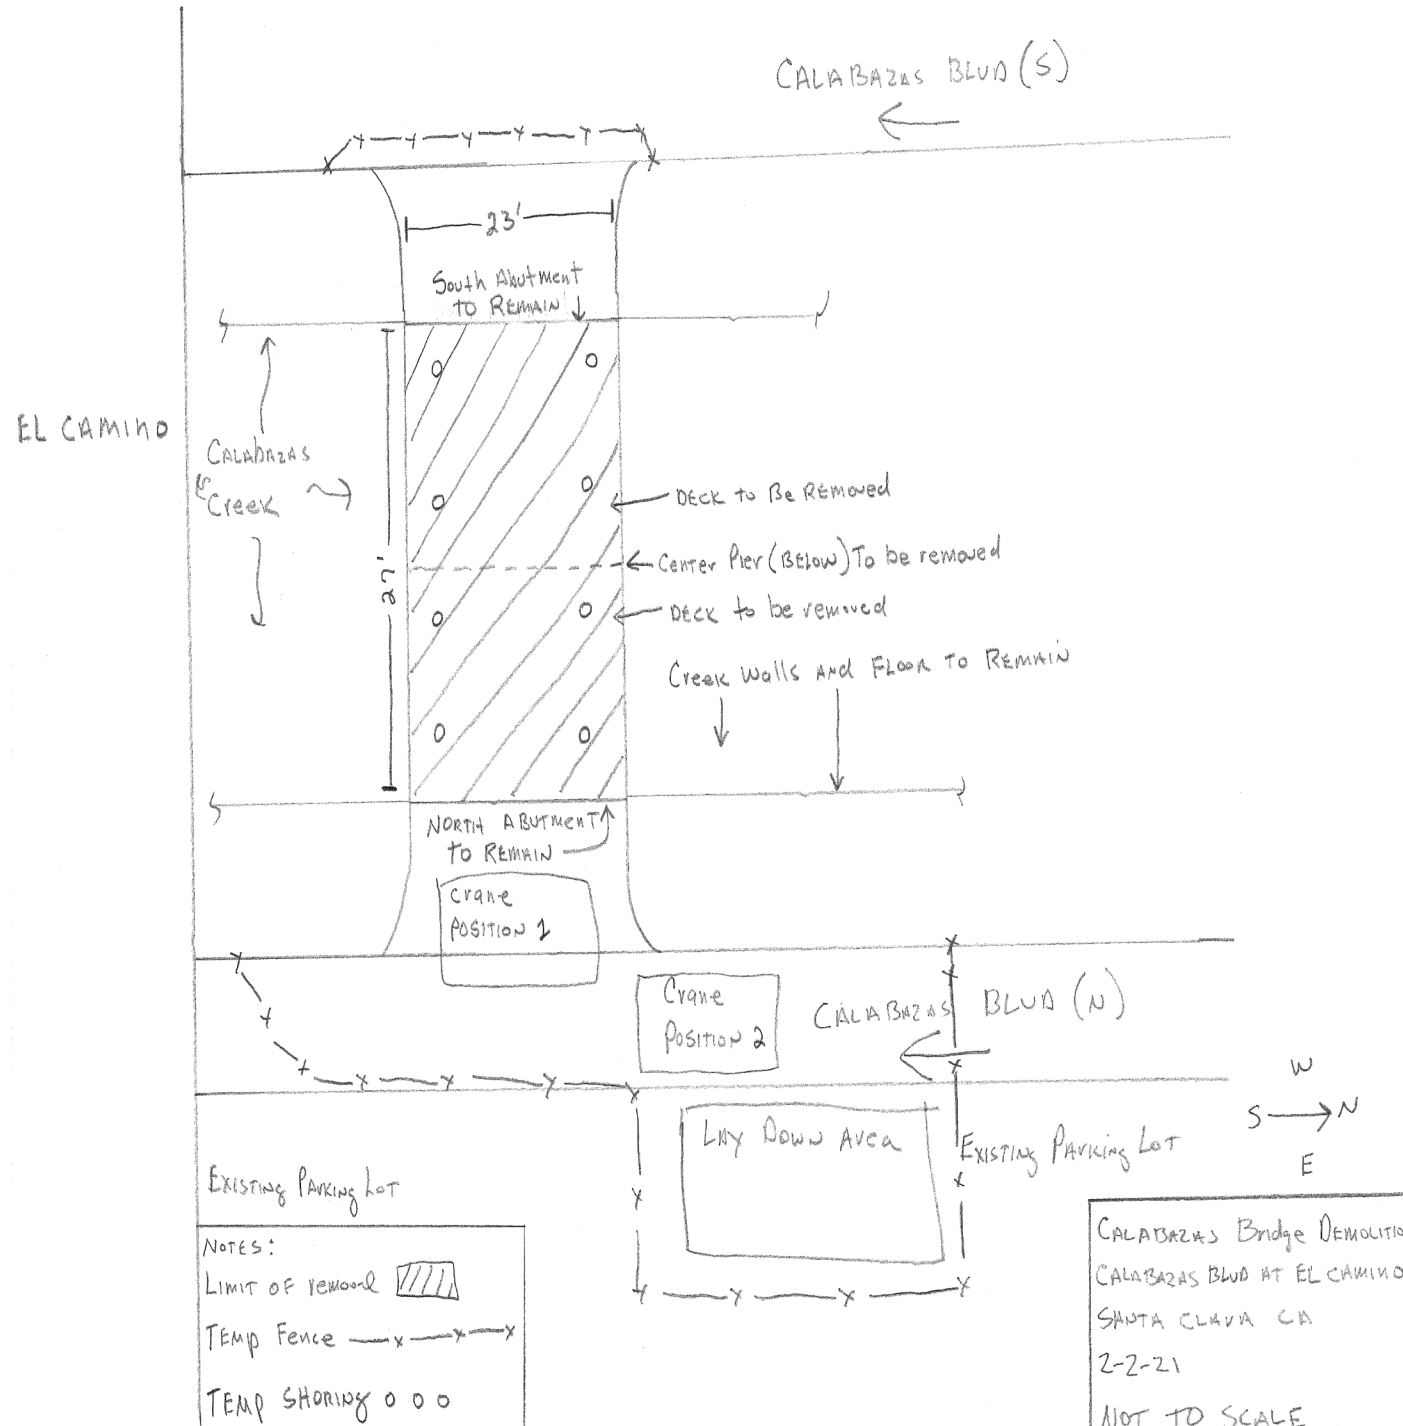 CALABAZAS BLVD (S)
23'
South Abutment
to REMAIN
EL CAMINO
CALABAZAS
Creek
27'
DECK to Be REMoved
Center Pier (BELOW) To be removed
DECK to be removed
Creek Walls and FLOOR to REMAIN
NORTH ABUTMENT
to REMAIN
Crane
POSITION 1
Crane
POSITION 2
CALABAZAS BLVD (N)
W
S N
E
LAY DOWN AREA
EXISTING PARKING LOT
EXISTING PARKING LOT
NOTES:
LIMIT OF removal
TEMP Fence
TEMP SHORING
CALABAZAS Bridge DEMOLITIO
CALABAZAS BLVD AT EL CAMINO
SANTA CLARA CA
2-2-21
NOT TO SCALE